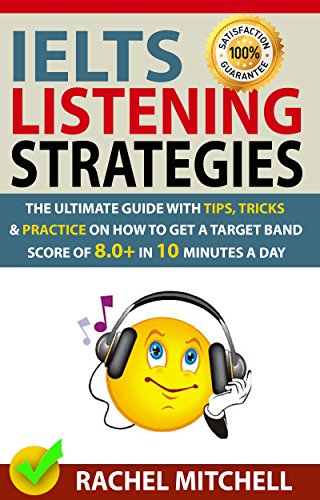 IELTS
SATISFACTION
100%
GUARANTEE
LISTENING
STRATEGIES
THE ULTIMATE GUIDE WITH TIPS, TRICKS
& PRACTICE ON HOW TO GET A TARGET BAND
SCORE OF 8.0+ IN 10 MINUTES A DAY
RACHEL MITCHELL